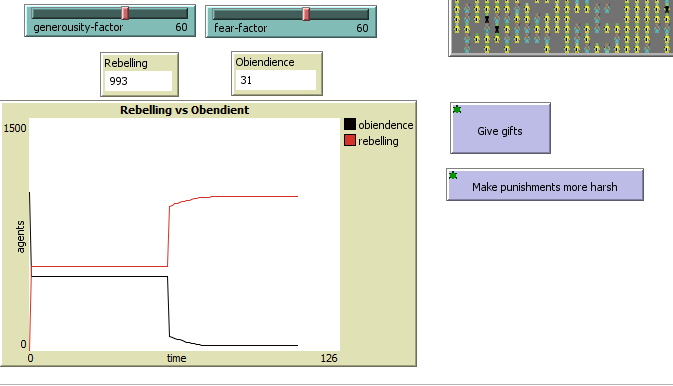 generousity-factor 60
fear-factor 60
Rebelling
993
Obiendience
31
Rebelling vs Obendient
1500
agents
0
0 time 126
obiendence
rebelling
Give gifts
Make punishments more harsh